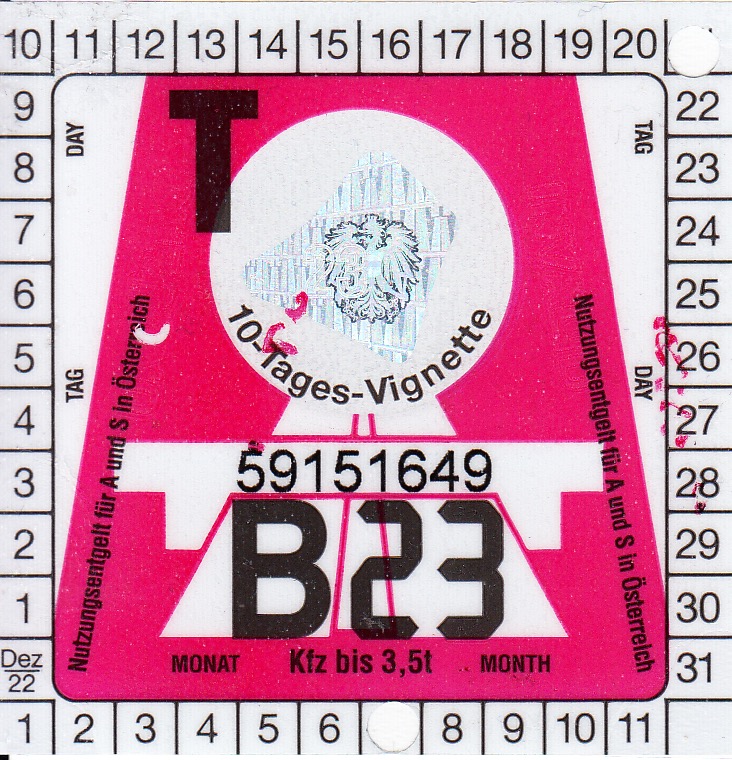 10 11 12 13 14 15 16 17 18 19 20
9 22
8 23
7 24
6 25
5 26
4 27
3 28
2 29
1 30
Dez 22 31
1 2 3 4 5 6 8 9 10 11
DAY
TAG
TAG
DAY
T
23
10-Tages-Vignette
Nutzungsentgelt für A und S in Österreich
Nutzungsentgelt für A und S in Österreich
59151649
B23
MONAT Kfz bis 3,5t MONTH